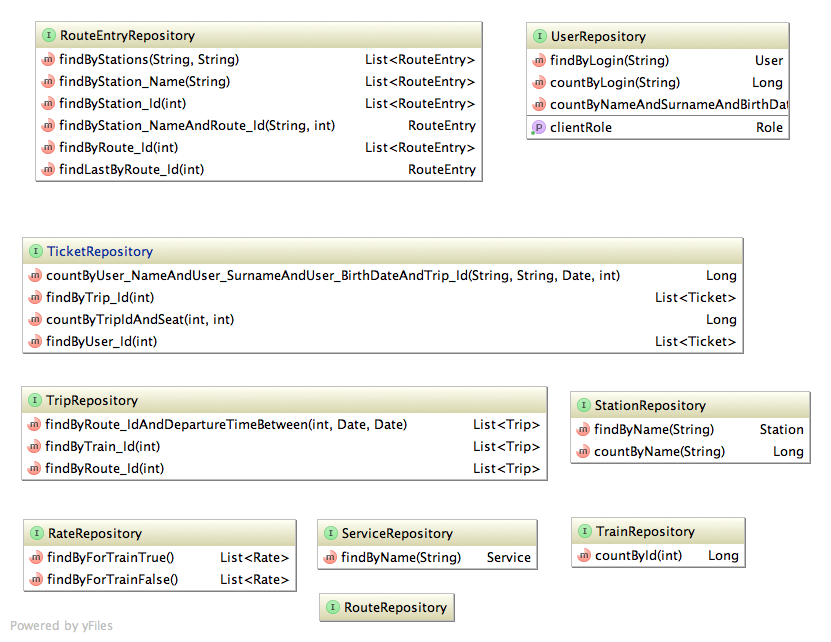 RouteEntryRepository
findByStations(String, String) List<RouteEntry>
findByStation_Name(String) List<RouteEntry>
findByStation_Id(int) List<RouteEntry>
findByStation_NameAndRoute_Id(String, int) RouteEntry
findByRoute_Id(int) List<RouteEntry>
findLastByRoute_Id(int) RouteEntry
UserRepository
findByLogin(String) User
countByLogin(String) Long
countByNameAndSurnameAndBirthDat
clientRole Role
TicketRepository
countByUser_NameAndUser_SurnameAndUser_BirthDateAndTrip_Id(String, String, Date, int) Long
findByTrip_Id(int) List<Ticket>
countByTripIdAndSeat(int, int) Long
findByUser_Id(int) List<Ticket>
TripRepository
findByRoute_IdAndDepartureTimeBetween(int, Date, Date) List<Trip>
findByTrain_Id(int) List<Trip>
findByRoute_Id(int) List<Trip>
StationRepository
findByName(String) Station
countByName(String) Long
RateRepository
findByForTrainTrue() List<Rate>
findByForTrainFalse() List<Rate>
ServiceRepository
findByName(String) Service
TrainRepository
countById(int) Long
RouteRepository
Powered by yFiles